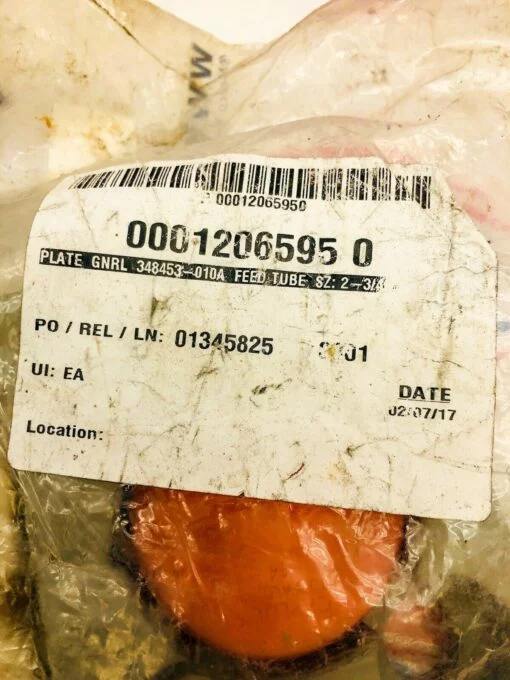 00012065950
0001206595 0
PLATE GNRL 348453-010A FEED TUBE SZ: 2-3/
PO / REL / LN: 01345825
UI: EA
DATE
02/07/17
Location: